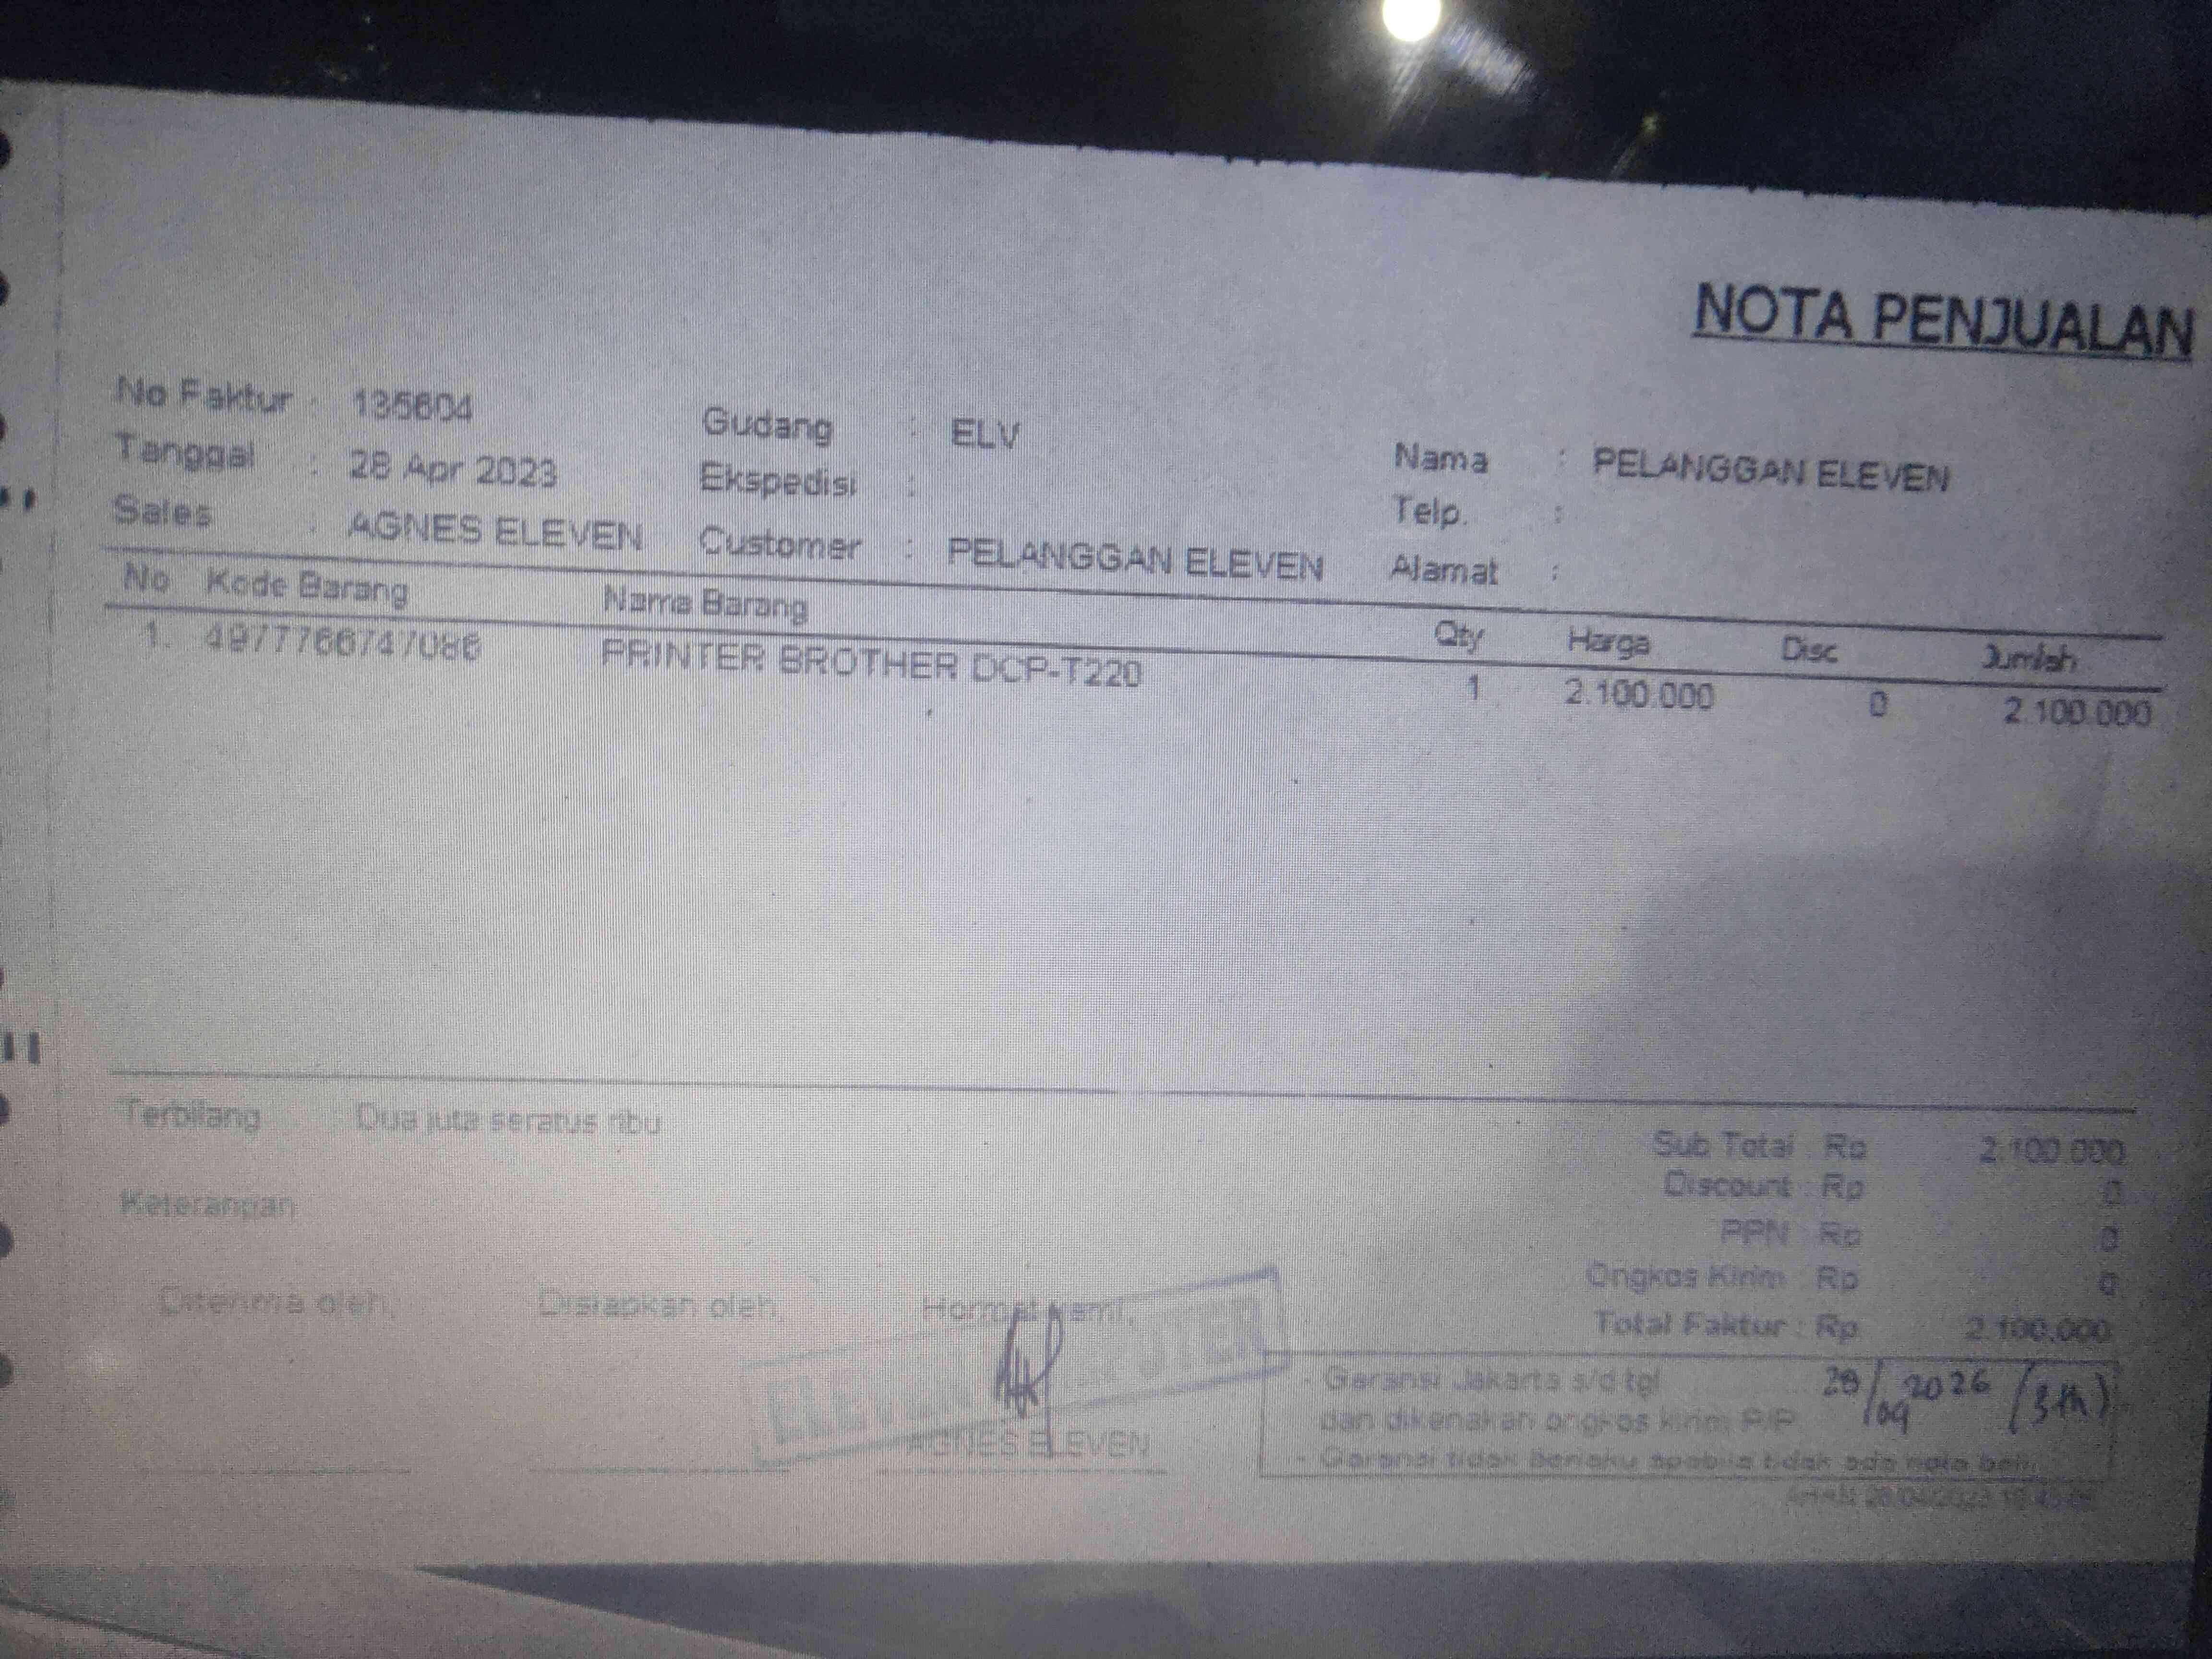 NOTA PENJUALAN
No Faktur : 135604
Tanggal : 28 Apr 2023
Sales : AGNES ELEVEN
Gudang : ELV
Ekspedisi :
Customer : PELANGGAN ELEVEN
Nama : PELANGGAN ELEVEN
Telp. :
Alamat :
No Kode Barang Nama Barang Qty Harga Disc Jumlah
1. 4977766747086 PRINTER BROTHER DCP-T220 1 2.100.000 0 2.100.000
Terbilang Dua juta seratus ribu
Keterangan
Sub Total Rp 2.100.000
Discount : Rp 0
PPN Rp 0
Ongkos Kirim Rp 0
Total Faktur : Rp 2.100.000
Diterima oleh, Disiapkan oleh, Hormat kami,
ELEVEN
AGNES ELEVEN
- Garansi Jakarta s/d tgl 28/04 2026 (3 th)
dan dikenakan ongkos kirim P/P
- Garansi tidak berlaku apabila tidak ada nota beli